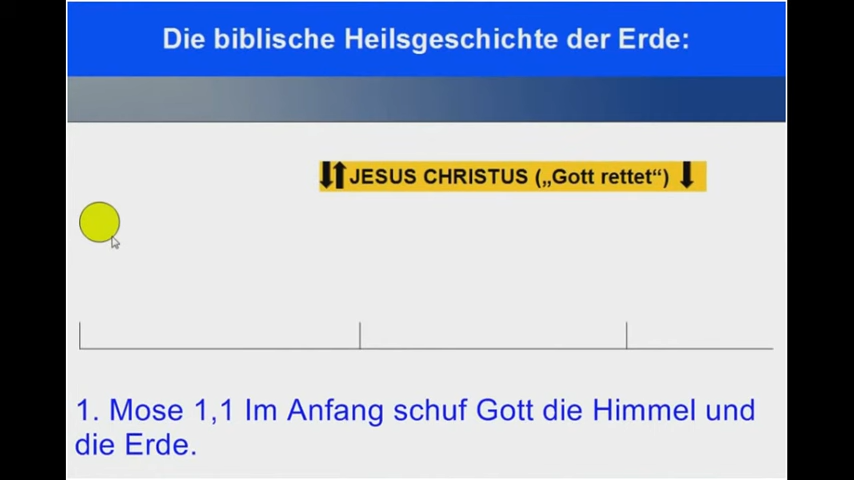 Die biblische Heilsgeschichte der Erde:
JESUS CHRISTUS („Gott rettet“)
1. Mose 1,1 Im Anfang schuf Gott die Himmel und
die Erde.